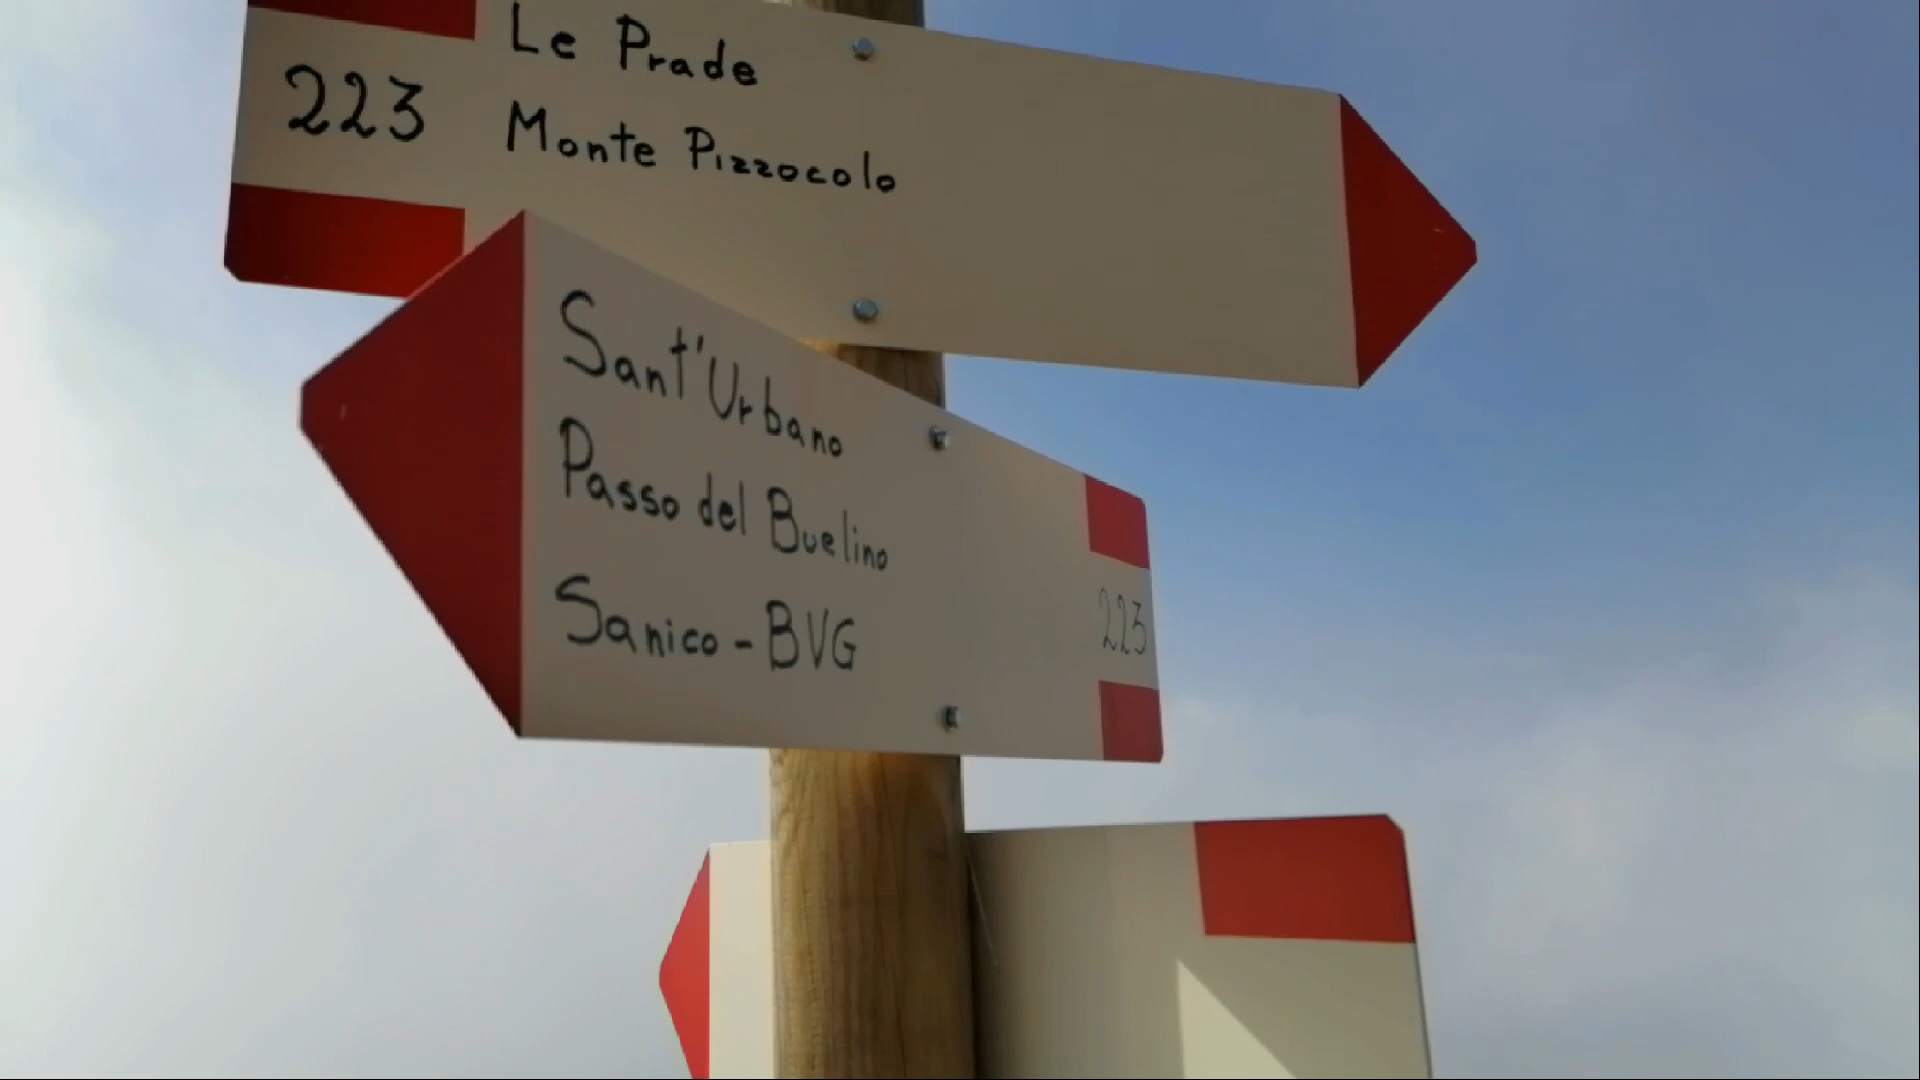 Le Prade
223
Monte Pizzocolo
Sant'Urbano
Passo del Buelino
Sanico - BVG
223